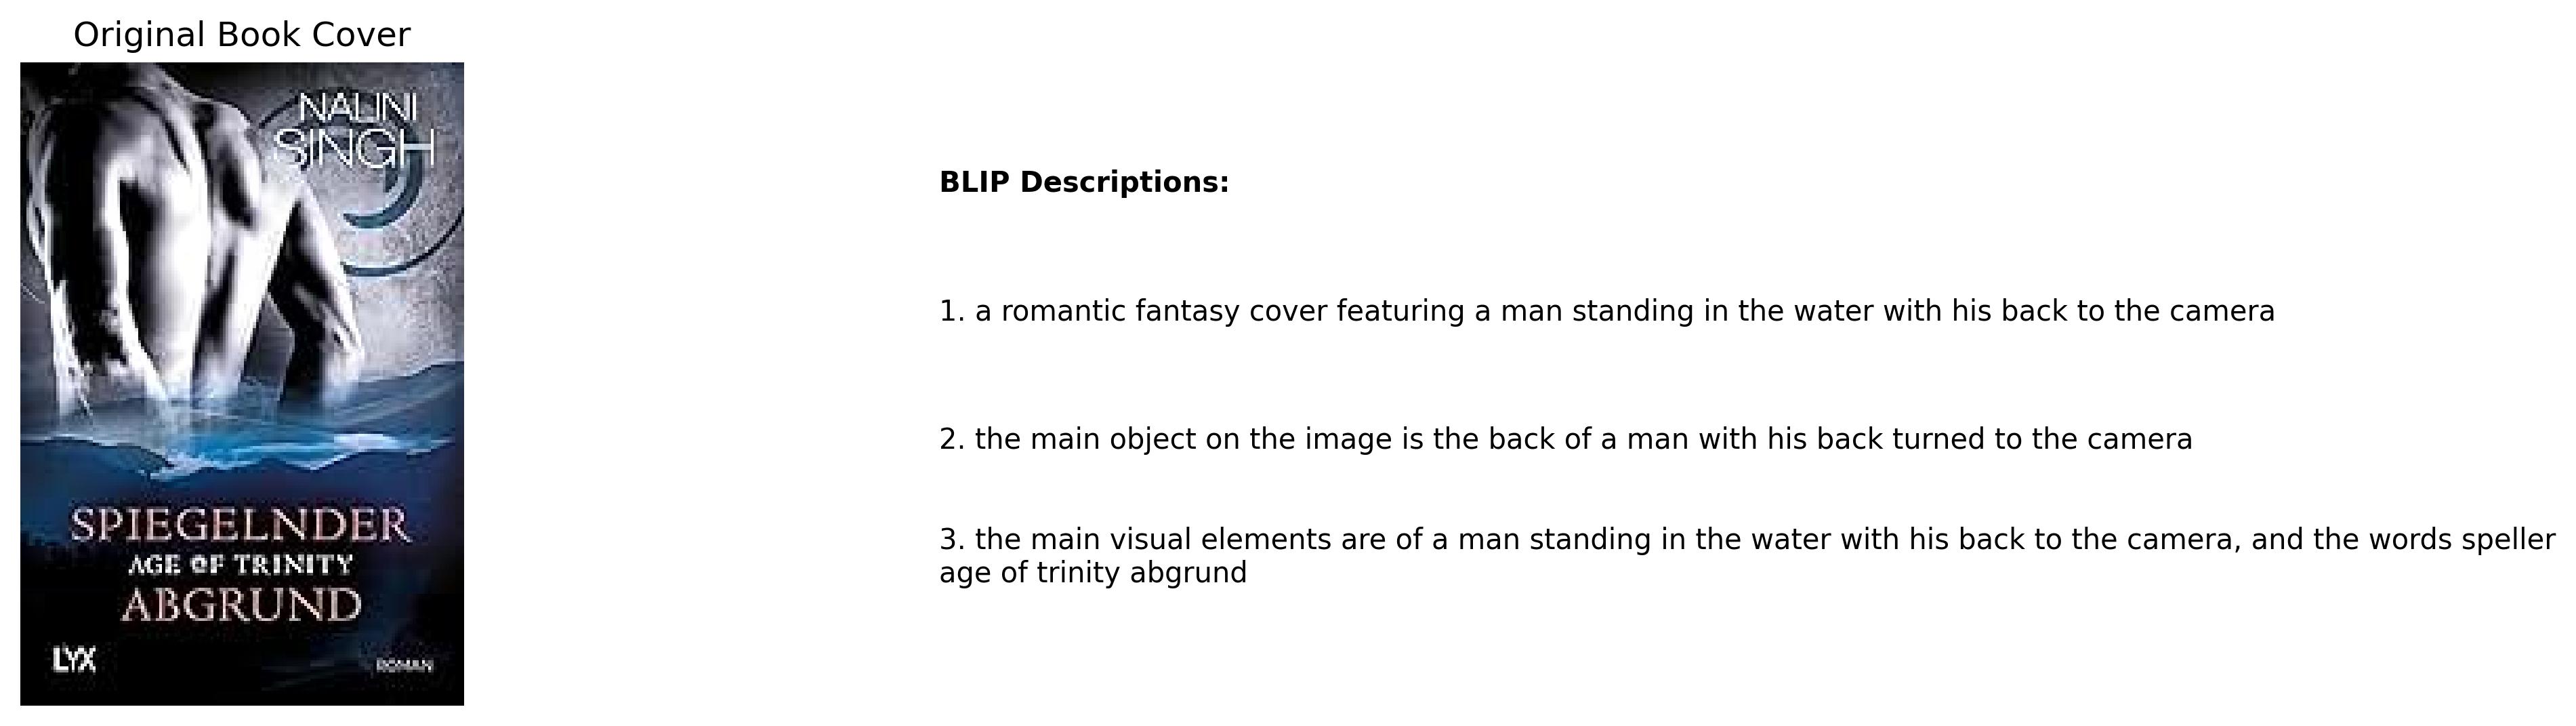 Original Book Cover
NALINI
SINGH
SPIEGELNDER
AGE OF TRINITY
ABGRUND
LYX
ROMAN
BLIP Descriptions:
1. a romantic fantasy cover featuring a man standing in the water with his back to the camera
2. the main object on the image is the back of a man with his back turned to the camera
3. the main visual elements are of a man standing in the water with his back to the camera, and the words speller
age of trinity abgrund